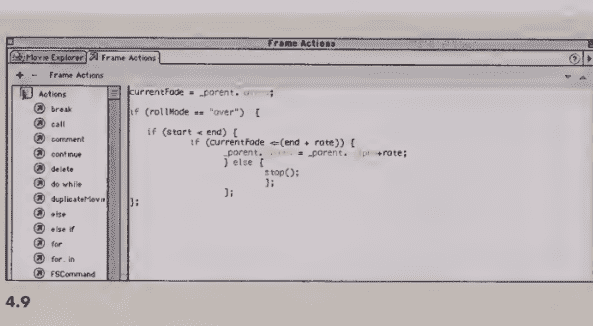 Frame Actions
Movie Explorer Frame Actions
+ - Frame Actions
Actions
break
call
comment
continue
delete
do while
duplicateMovie
else
else if
for
for..in
FSCommand
currentFade = _parent. ;
if (rollMode == "over") {
if (start < end) {
if (currentFade <=(end + rate)) {
_parent. = _parent. +rate;
} else {
stop();
};
};
};
4.9